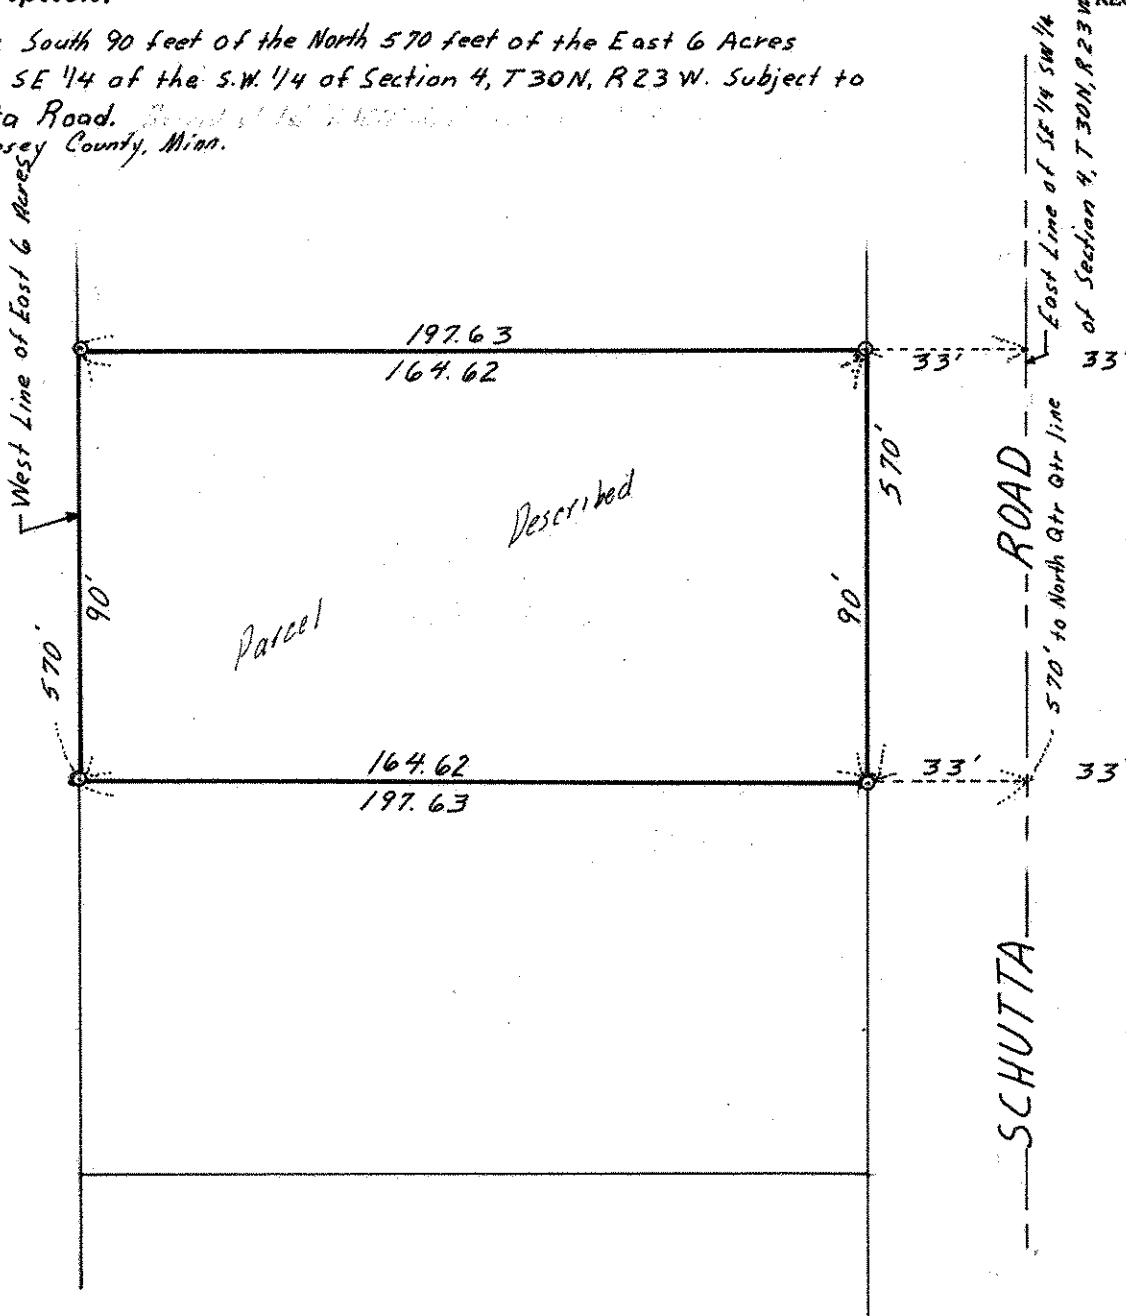 South 90 feet of the North 570 feet of the East 6 Acres
SE 1/4 of the S.W. 1/4 of Section 4, T30N, R23W. Subject to
Road.
County, Minn.
West Line of East 6 Acres
East Line of SE 1/4 SW 1/4
of Section 4, T30N, R23W
197.63
164.62
33'
33'
570'
Described
Parcel
90'
90'
570'
ROAD
570' to North Qtr Qtr line
164.62
197.63
33'
33'
SCHUTTA